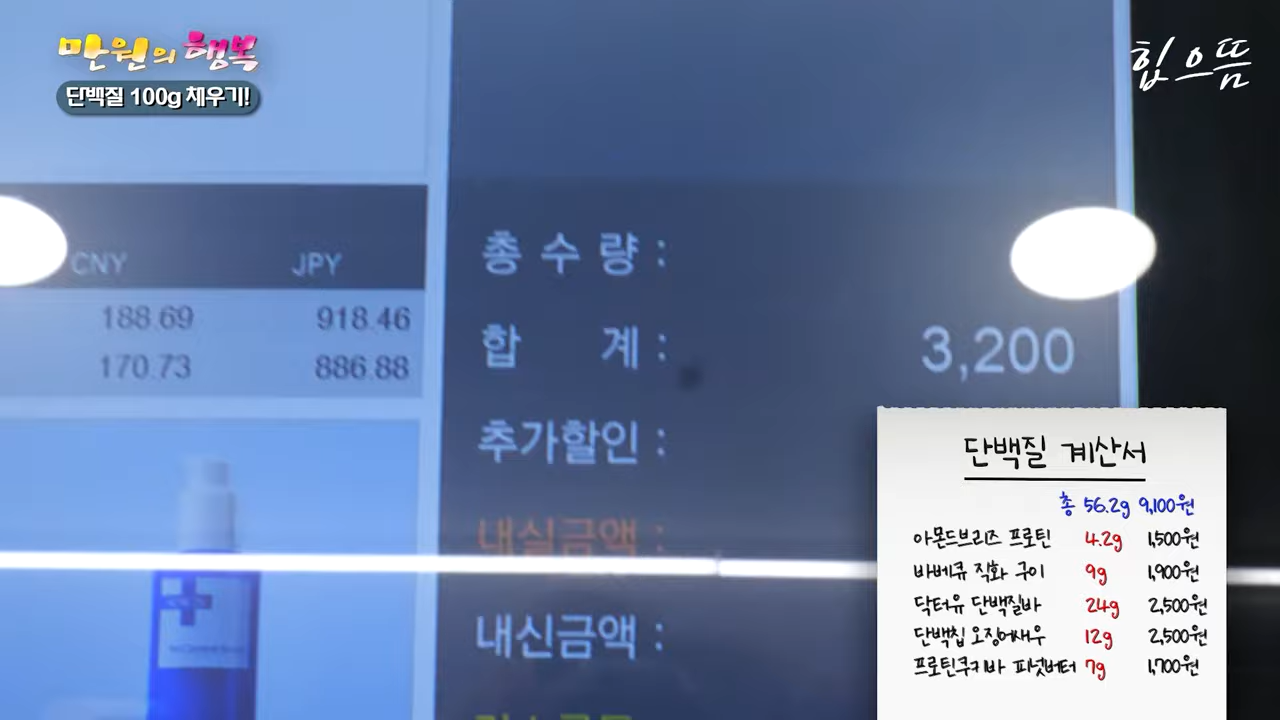 만원의 행복
단백질 100g 채우기!
힙으뜸
CNY JPY
188.69 918.46
170.73 886.88
총 수 량 :
합 계 : 3,200
추가할인 :
내실금액 :
내신금액 :
단백질 계산서
총 56.2g 9,100원
아몬드브리즈 프로틴 4.2g 1,500원
바베큐 직화 구이 9g 1,900원
닥터유 단백질바 24g 2,500원
단백칩 오징어새우 12g 2,500원
프로틴쿠키바 피넛버터 7g 1,700원